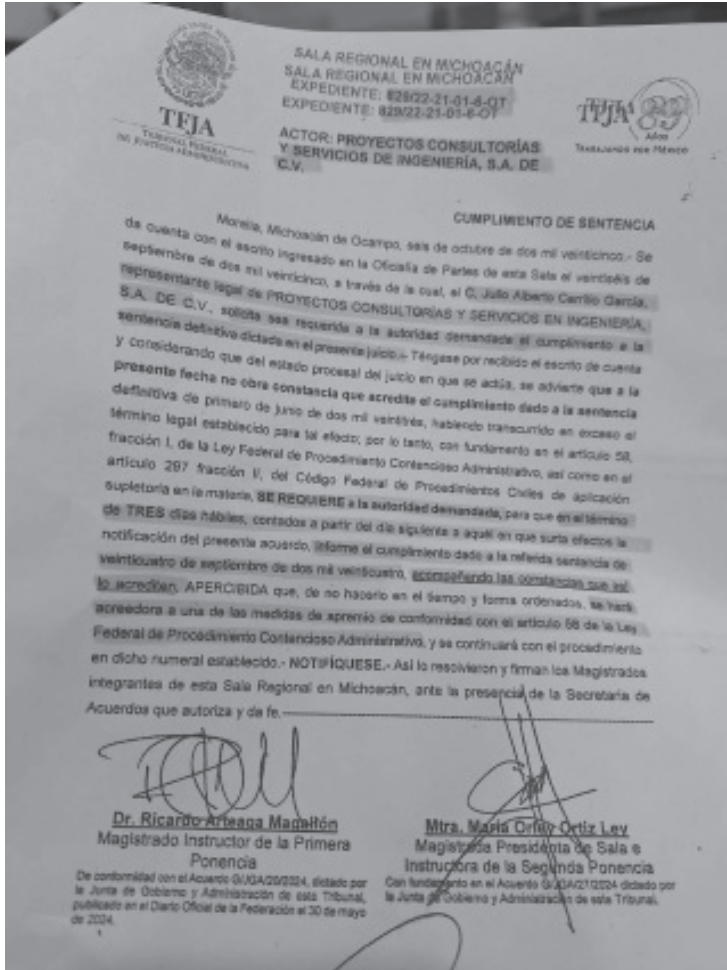 SALA REGIONAL EN MICHOACÁN
SALA REGIONAL EN MICHOACÁN
EXPEDIENTE: 829/22-21-01-6-OT
EXPEDIENTE: 829/22-21-01-6-OT
TFJA
TRIBUNAL FEDERAL
DE JUSTICIA ADMINISTRATIVA
TFJA 89
Años
TRABAJANDO POR MÉXICO
ACTOR: PROYECTOS CONSULTORÍAS
Y SERVICIOS DE INGENIERÍA, S.A. DE
C.V.
CUMPLIMIENTO DE SENTENCIA
Morelia, Michoacán de Ocampo, seis de octubre de dos mil veinticinco.- Se
da cuenta con el escrito ingresado en la Oficialía de Partes de esta Sala el veintiséis de
septiembre de dos mil veinticinco, a través de la cual, el C. Julio Alberto Carrillo García,
representante legal de PROYECTOS CONSULTORÍAS Y SERVICIOS EN INGENIERÍA,
S.A. DE C.V., solicita sea requerida a la autoridad demandada el cumplimiento a la
sentencia definitiva dictada en el presente juicio.- Téngase por recibido el escrito de cuenta
y considerando que del estado procesal del juicio en que se actúa, se advierte que a la
presente fecha no obra constancia que acredite el cumplimiento dado a la sentencia
definitiva de primero de junio de dos mil veintitrés, habiendo transcurrido en exceso el
término legal establecido para tal efecto; por lo tanto, con fundamento en el artículo 58,
fracción I, de la Ley Federal de Procedimiento Contencioso Administrativo, así como en el
artículo 297 fracción II, del Código Federal de Procedimientos Civiles de aplicación
supletoria en la materia, SE REQUIERE a la autoridad demandada, para que en el término
de TRES días hábiles, contados a partir del día siguiente a aquél en que surta efectos la
notificación del presente acuerdo, informe el cumplimiento dado a la referida sentencia de
veinticuatro de septiembre de dos mil veinticuatro, acompañando las constancias que así
lo acrediten, APERCIBIDA que, de no hacerlo en el tiempo y forma ordenados, se hará
acreedora a una de las medidas de apremio de conformidad con el artículo 58 de la Ley
Federal de Procedimiento Contencioso Administrativo, y se continuará con el procedimiento
en dicho numeral establecido.- NOTIFÍQUESE.- Así lo resolvieron y firman los Magistrados
integrantes de esta Sala Regional en Michoacán, ante la presencia de la Secretaria de
Acuerdos que autoriza y da fe.
Dr. Ricardo Arteaga Magallón
Magistrado Instructor de la Primera
Ponencia
De conformidad con el Acuerdo G/JGA/20/2024, dictado por
la Junta de Gobierno y Administración de este Tribunal,
publicado en el Diario Oficial de la Federación el 30 de mayo
de 2024.
Mtra. María Orfey Ortiz Ley
Magistrada Presidenta de Sala e
Instructora de la Segunda Ponencia
Con fundamento en el Acuerdo G/JGA/27/2024 dictado por
la Junta de Gobierno y Administración de este Tribunal.